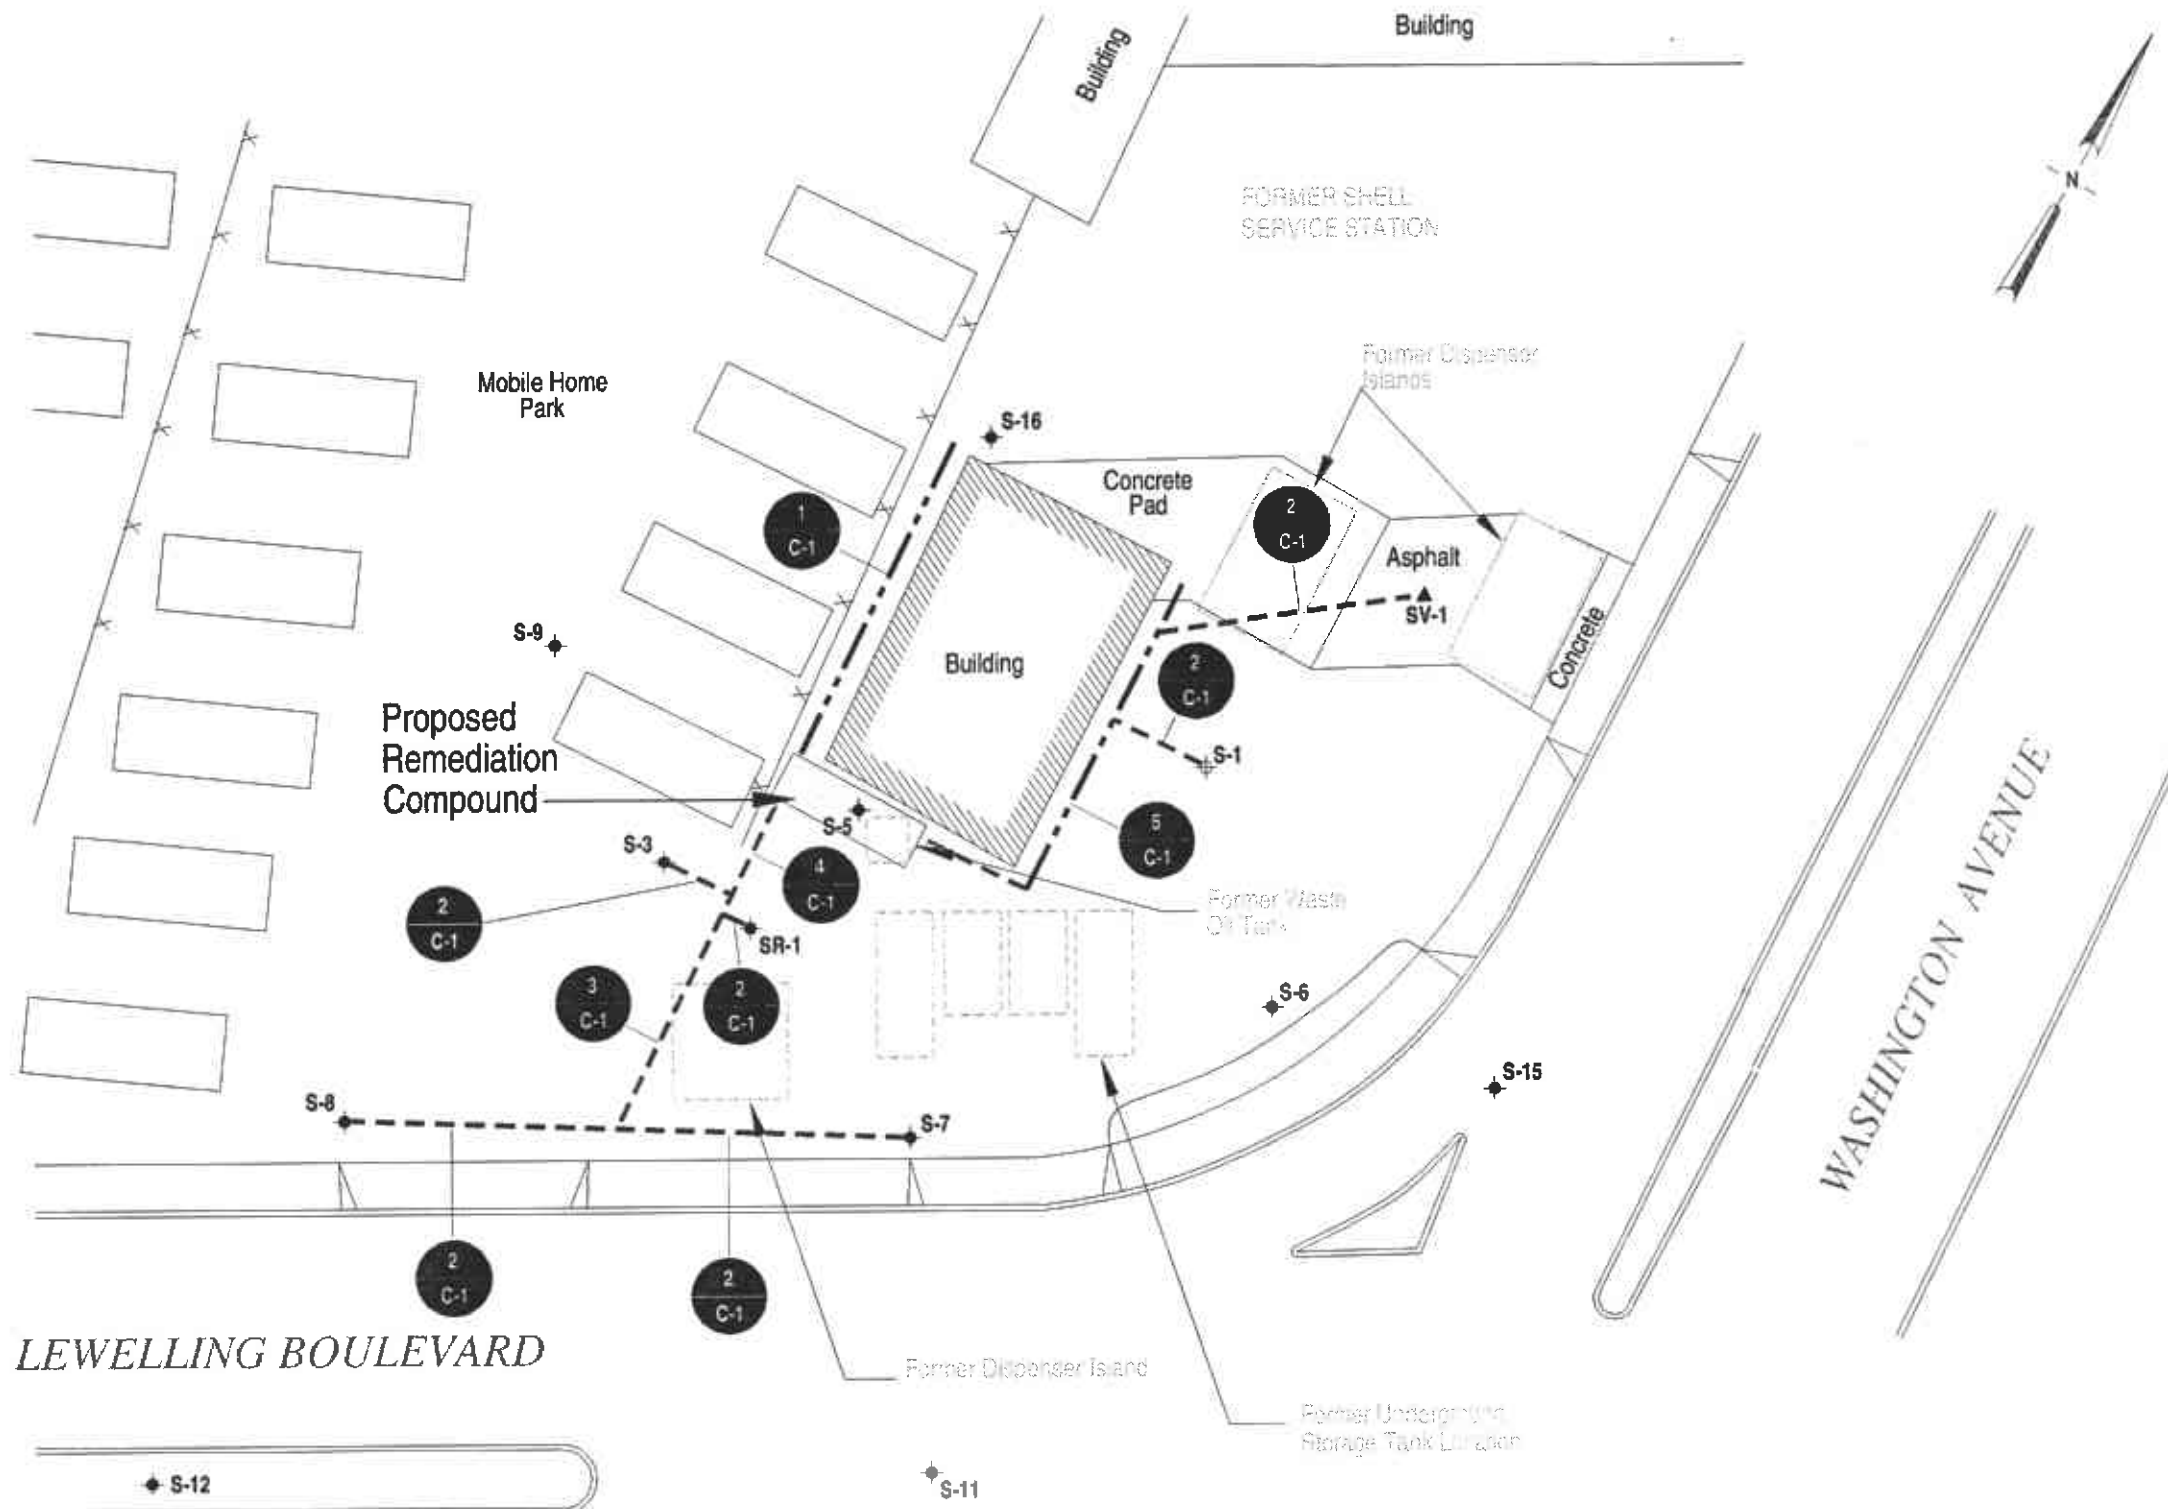 Building
Building
N
FORMER SHELL
SERVICE STATION
Former Dispenser
Islands
Mobile Home
Park
S-16
Concrete
Pad
1
C-1
2
C-1
Asphalt
SV-1
Concrete
S-9
Building
2
C-1
Proposed
Remediation
Compound
S-1
S-5
5
C-1
S-3
4
C-1
Former Waste
Oil Tank
2
C-1
SR-1
3
C-1
2
C-1
S-6
S-15
S-8
S-7
WASHINGTON AVENUE
2
C-1
2
C-1
LEWELLING BOULEVARD
Former Dispenser Island
Former Underground
Storage Tank Location
S-12
S-11